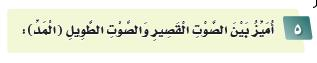 ٥ أُمَيِّزُ بَيْنَ الصَّوْتِ الْقَصِيرِ وَالصَّوْتِ الطَّوِيلِ (الْمَدِّ):